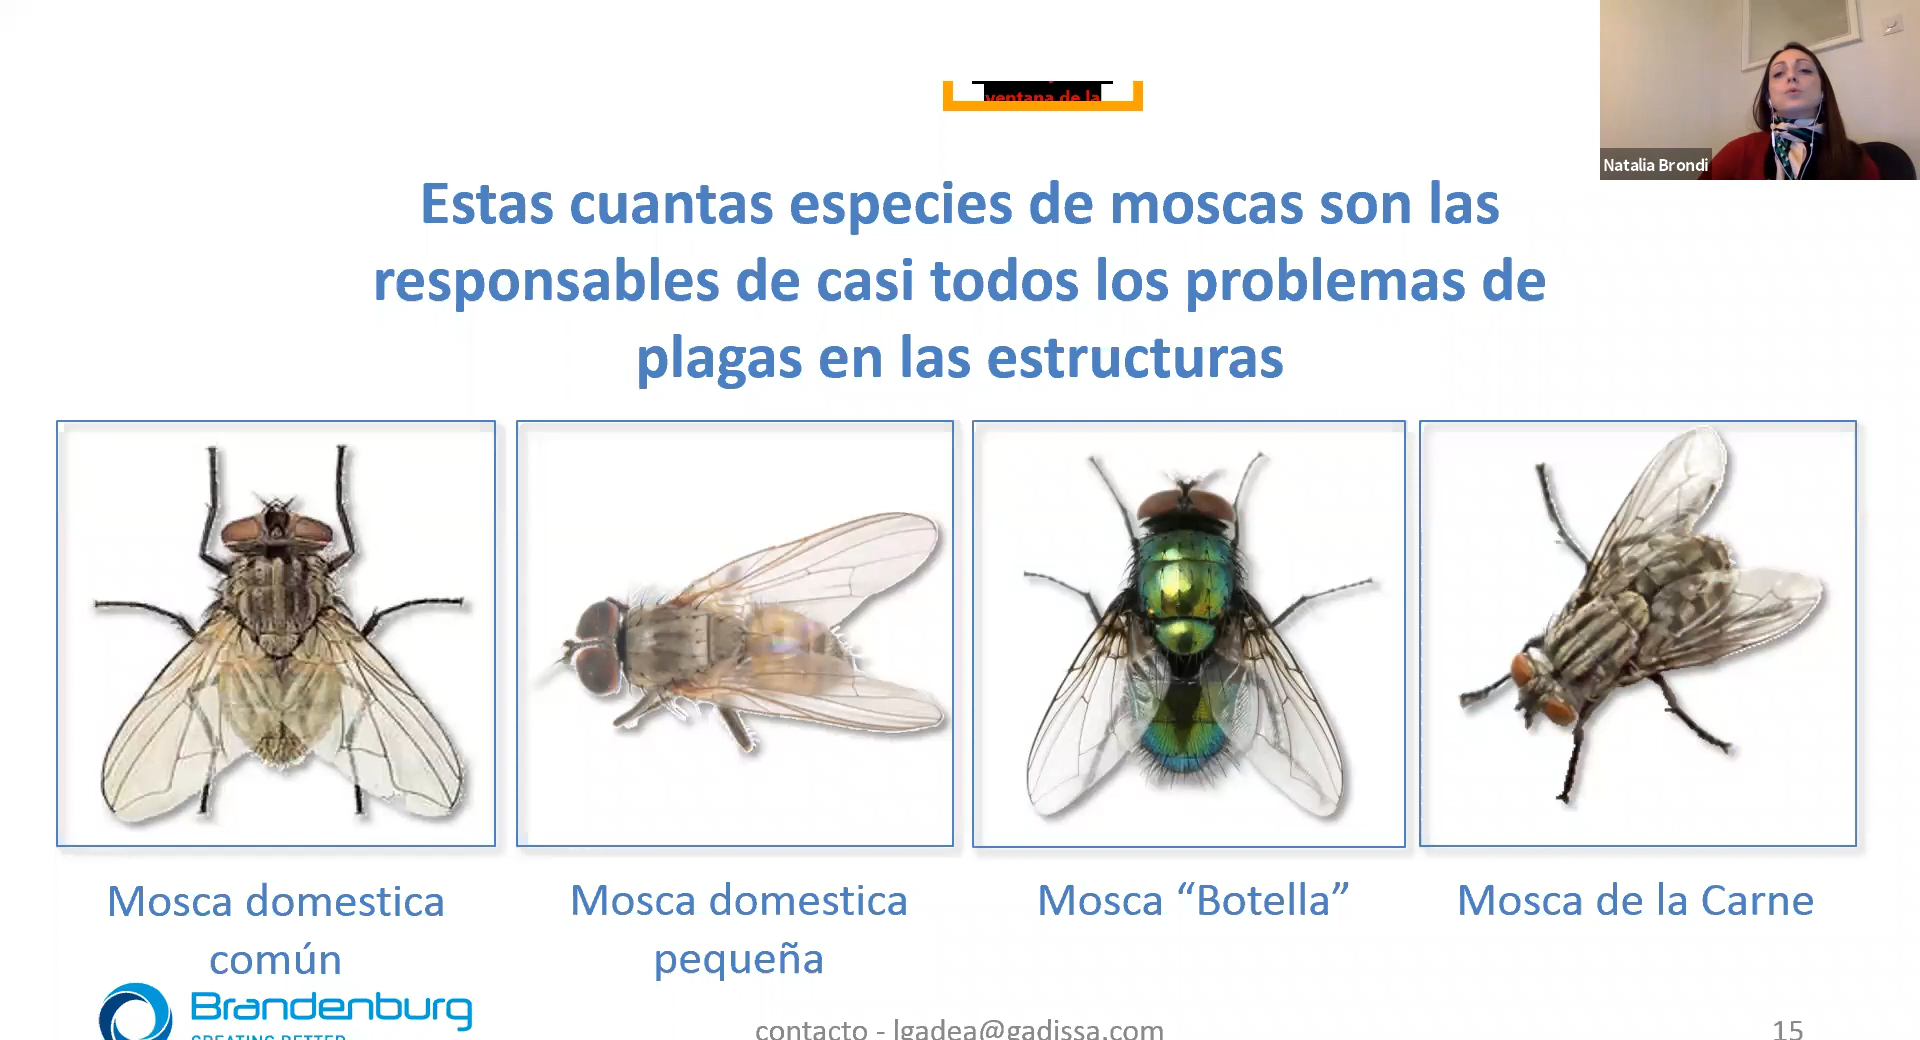 ventana de la
Natalia Brondi
Estas cuantas especies de moscas son las
responsables de casi todos los problemas de
plagas en las estructuras
Mosca domestica
común
Mosca domestica
pequeña
Mosca “Botella”
Mosca de la Carne
Brandenburg
CREATING BETTER
contacto - lgadea@gadissa.com
15